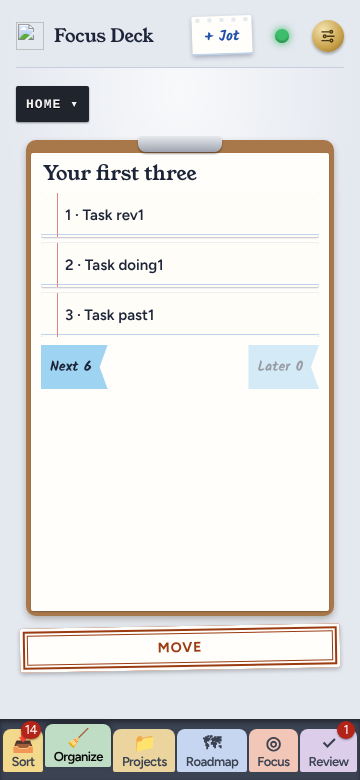 Focus Deck
+ Jot
HOME ▾
Your first three
1 · Task rev1
2 · Task doing1
3 · Task past1
Next 6
Later 0
MOVE
14
1
Sort
Organize
Projects
Roadmap
Focus
Review